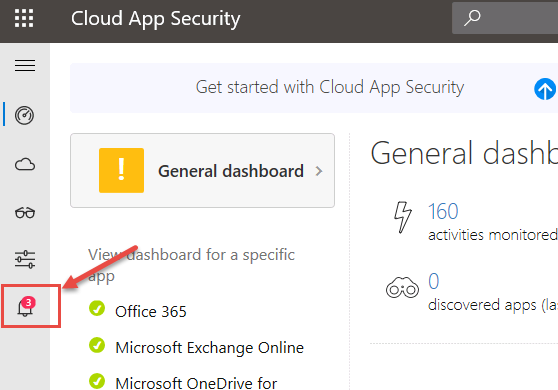 Cloud App Security
Get started with Cloud App Security
General dashboard
General dashb
160
activities monitored
View dashboard for a specific
app
0
discovered apps (la
3
Office 365
Microsoft Exchange Online
Microsoft OneDrive for